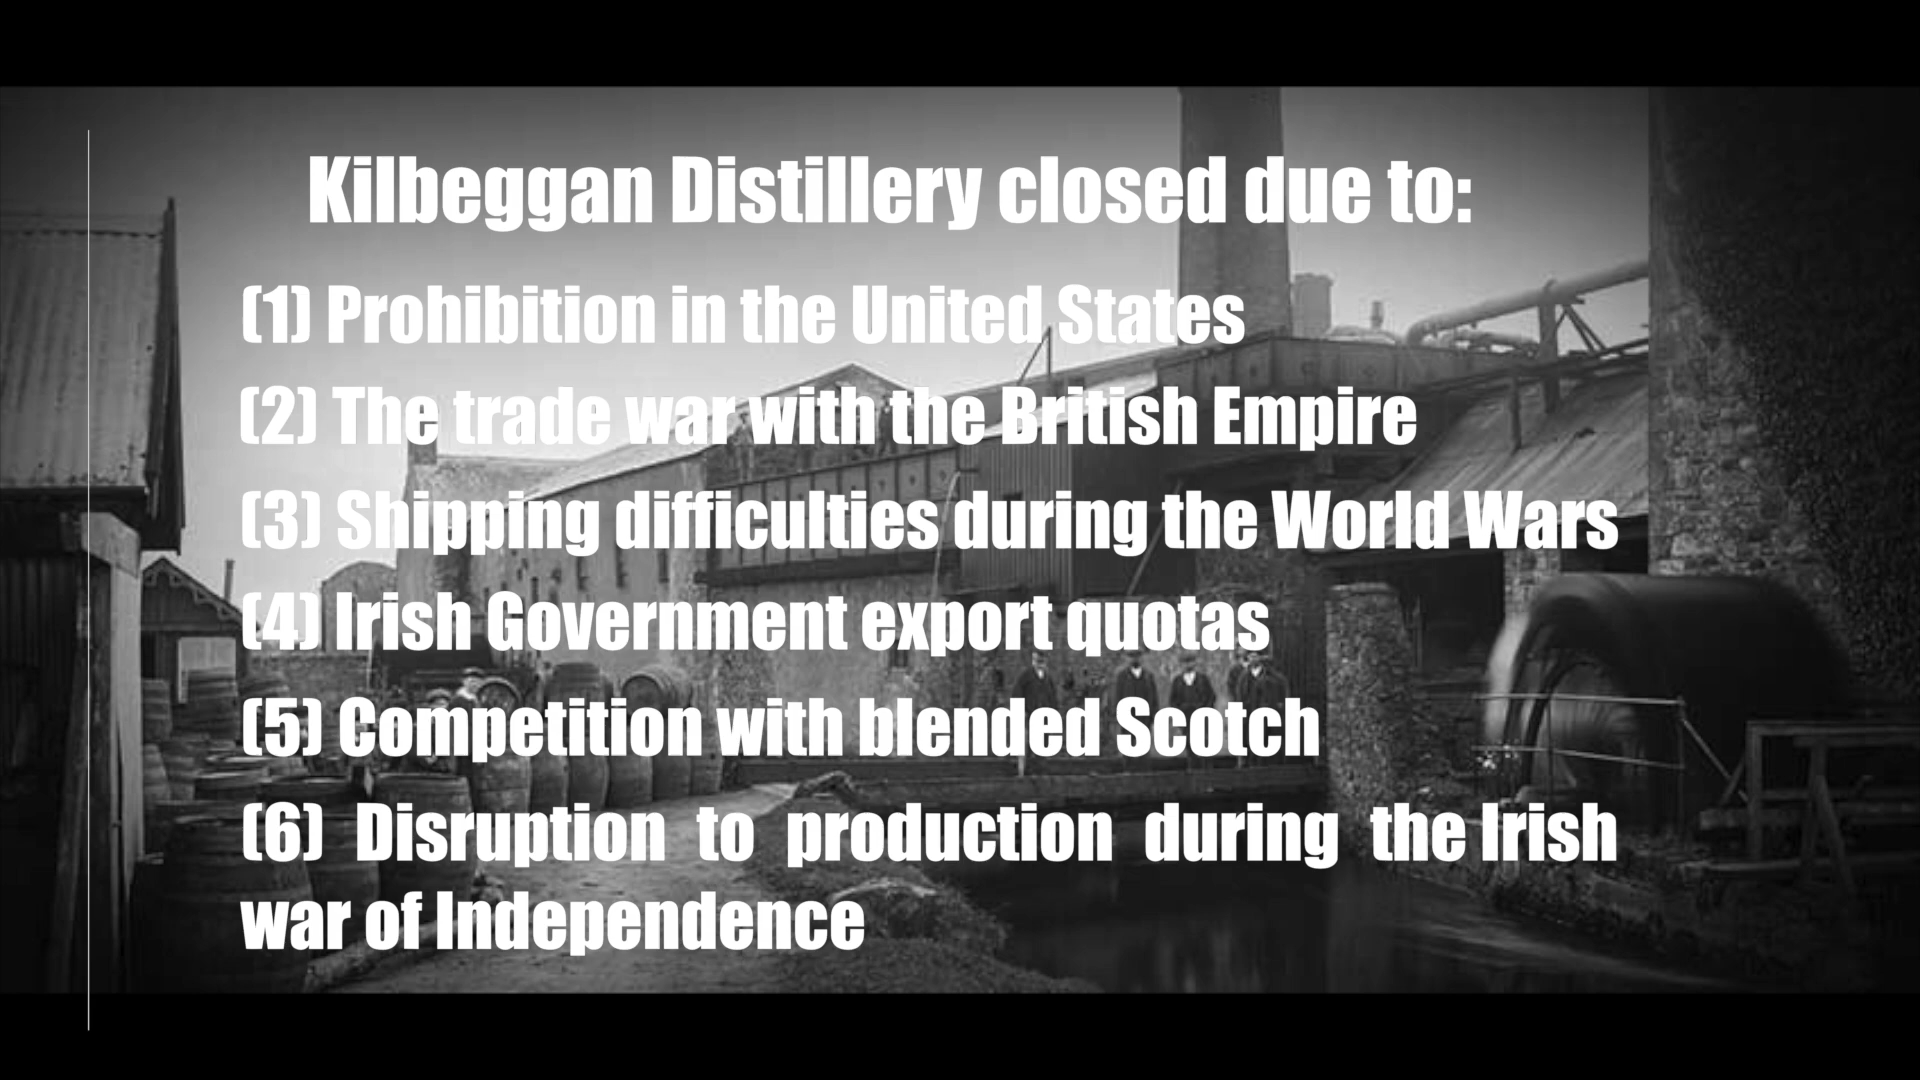 Kilbeggan Distillery closed due to:
(1) Prohibition in the United States
(2) The trade war with the British Empire
(3) Shipping difficulties during the World Wars
(4) Irish Government export quotas
(5) Competition with blended Scotch
(6) Disruption to production during the Irish
war of Independence